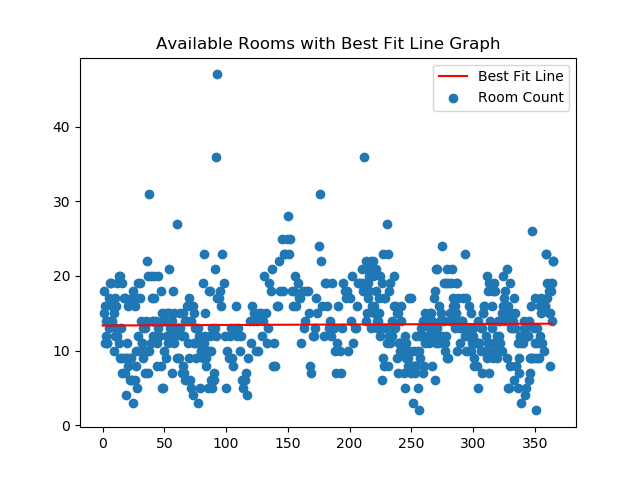 Available Rooms with Best Fit Line Graph
Best Fit Line
Room Count
40
30
20
10
0
0 50 100 150 200 250 300 350